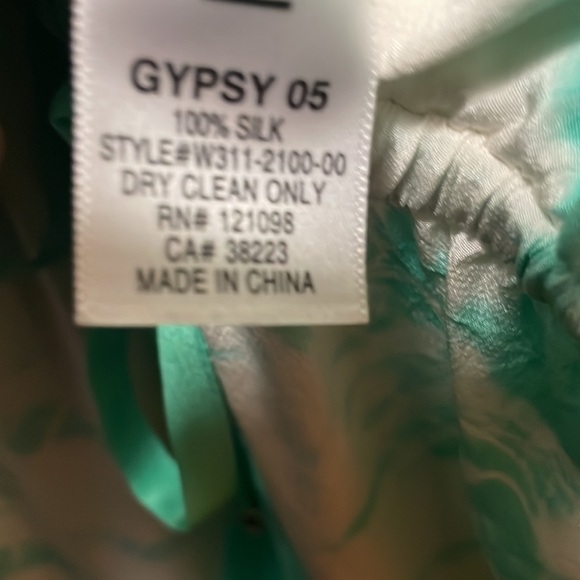 GYPSY 05
100% SILK
STYLE#W311-2100-00
DRY CLEAN ONLY
RN# 121098
CA# 38223
MADE IN CHINA